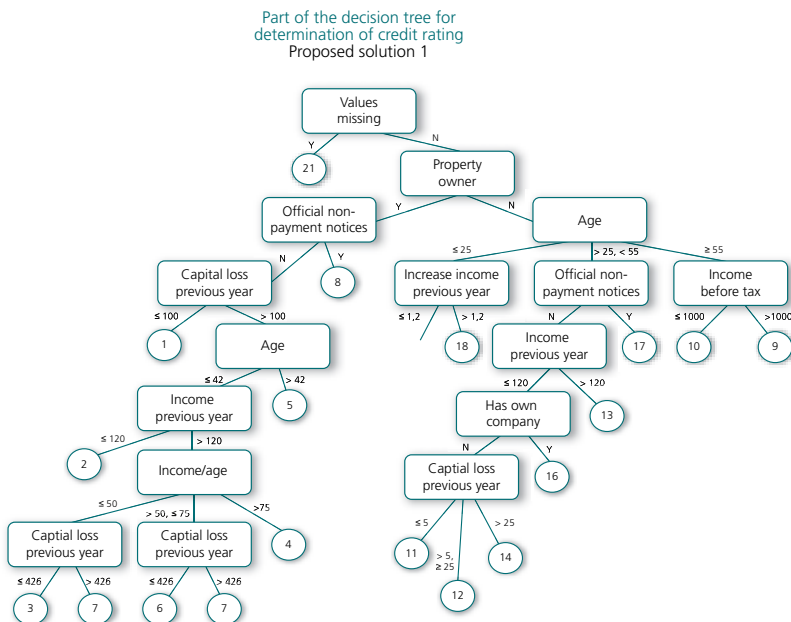 Part of the decision tree for
determination of credit rating
Proposed solution 1
Values
missing
Y
N
21
Property
owner
Y
N
Official non-
payment notices
Age
N
Y
≤ 25
> 25, < 55
≥ 55
Capital loss
previous year
8
Increase income
previous year
Official non-
payment notices
Income
before tax
≤ 100
> 100
≤ 1,2
> 1,2
N
Y
≤ 1000
>1000
1
Age
18
Income
previous year
17
10
9
≤ 42
> 42
≤ 120
> 120
Income
previous year
5
Has own
company
13
≤ 120
> 120
N
Y
2
Income/age
Captial loss
previous year
16
≤ 50
> 50, ≤ 75
>75
≤ 5
> 5,
≥ 25
> 25
Captial loss
previous year
Captial loss
previous year
4
11
14
≤ 426
> 426
≤ 426
> 426
12
3
7
6
7